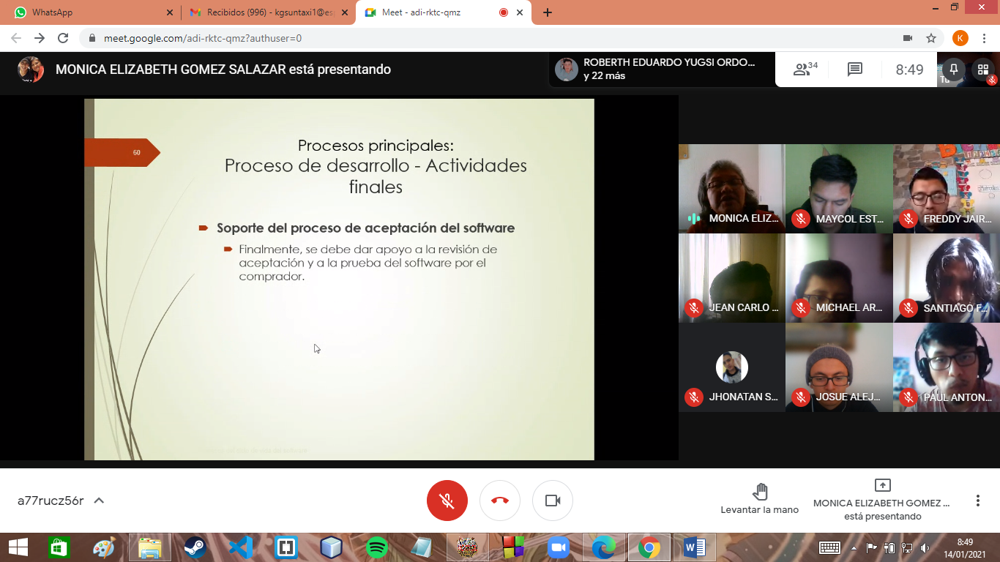 WhatsApp
Recibidos (996) - kgsuntaxi1@es
Meet - adi-rktc-qmz
meet.google.com/adi-rktc-qmz?authuser=0
K
MONICA ELIZABETH GOMEZ SALAZAR está presentando
ROBERTH EDUARDO YUGSI ORDO...
y 22 más
34
8:49
Tú
60
Procesos principales:
Proceso de desarrollo - Actividades
finales
Soporte del proceso de aceptación del software
Finalmente, se debe dar apoyo a la revisión de
aceptación y a la prueba del software por el
comprador.
MONICA ELIZ...
MAYCOL EST...
FREDDY JAIR...
JEAN CARLO ...
MICHAEL AR...
SANTIAGO F...
JHONATAN S...
JOSUE ALEJ...
PAUL ANTON...
a77rucz56r
Levantar la mano
MONICA ELIZABETH GOMEZ ...
está presentando
8:49
14/01/2021